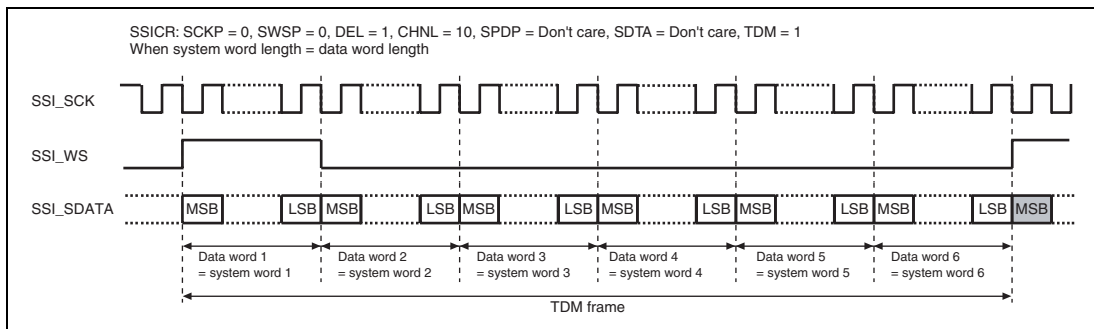 SSICR: SCKP = 0, SWSP = 0, DEL = 1, CHNL = 10, SPDP = Don't care, SDTA = Don't care, TDM = 1
When system word length = data word length
SSI_SCK
SSI_WS
SSI_SDATA
MSB LSB MSB LSB MSB LSB MSB LSB MSB LSB MSB LSB MSB
Data word 1 Data word 2 Data word 3 Data word 4 Data word 5 Data word 6
= system word 1 = system word 2 = system word 3 = system word 4 = system word 5 = system word 6
TDM frame